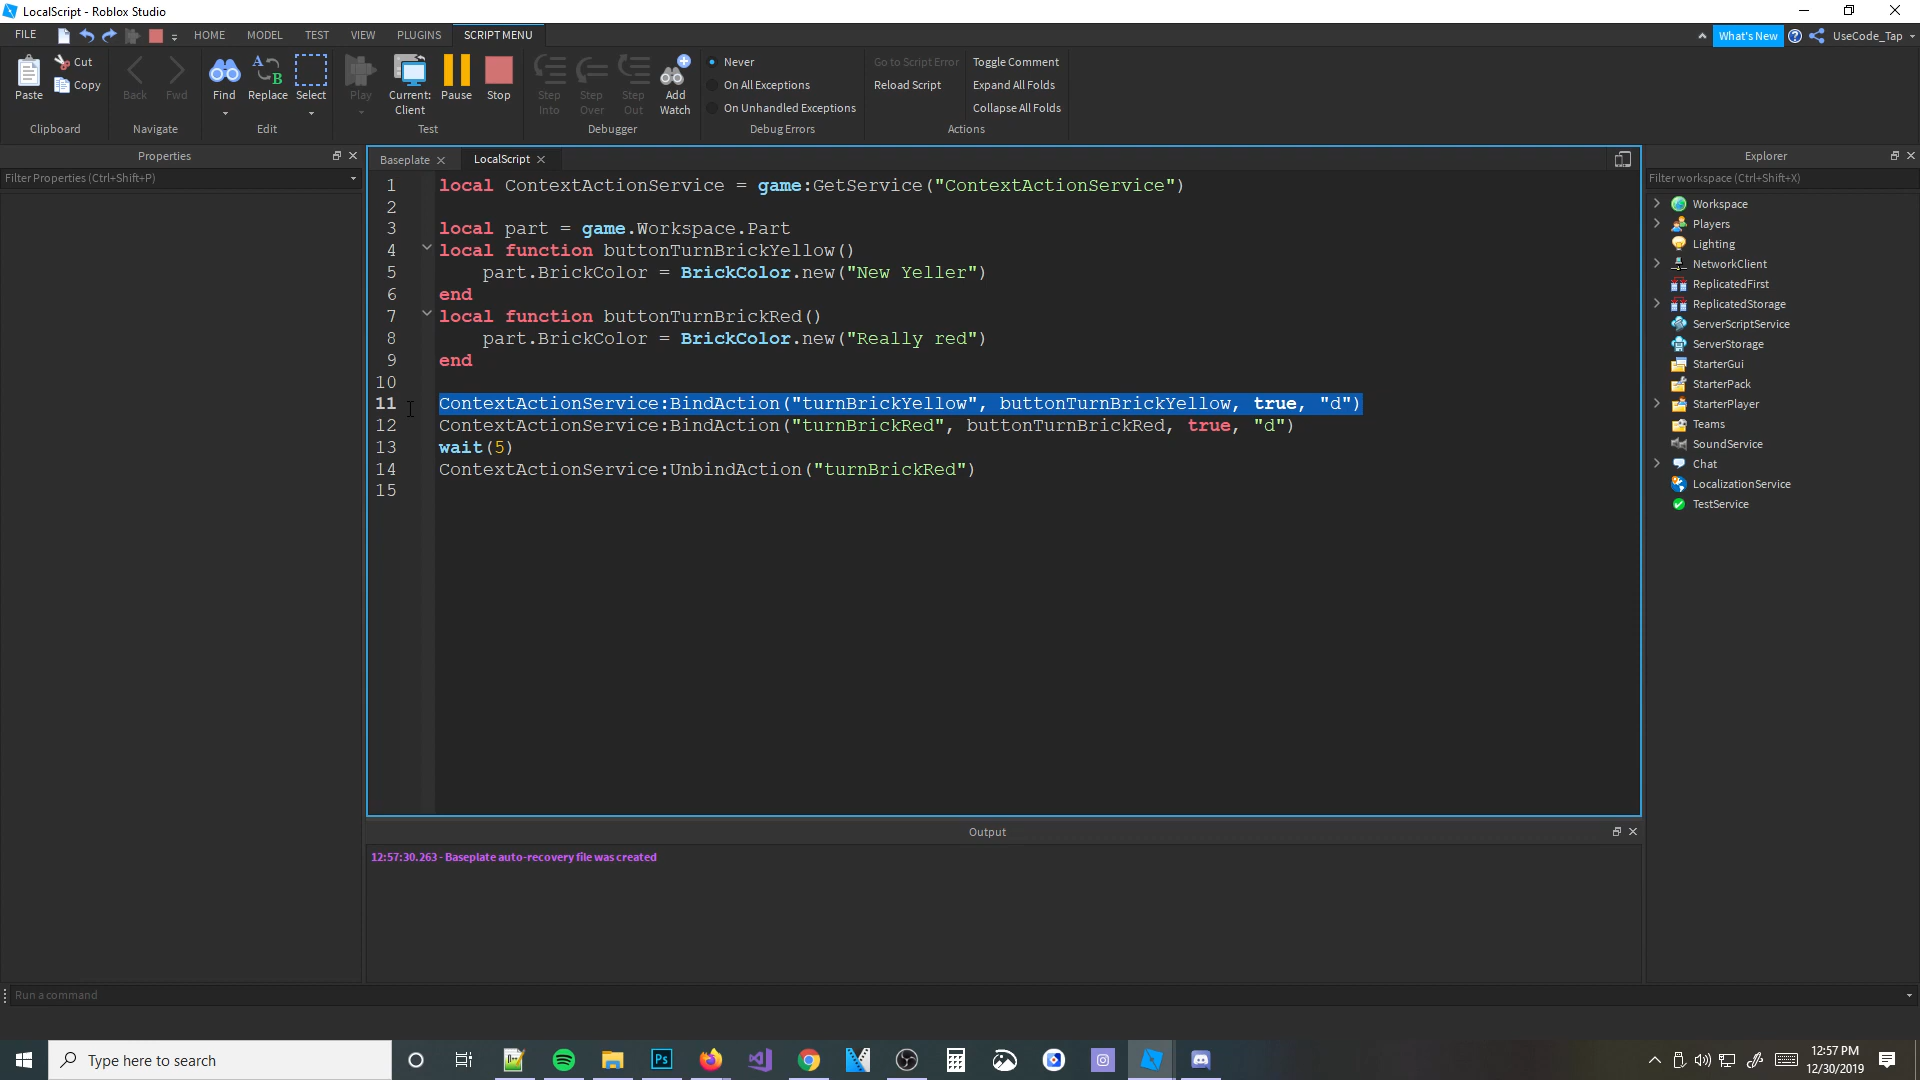 LocalScript - Roblox Studio
FILE HOME MODEL TEST VIEW PLUGINS SCRIPT MENU What's New UseCode_Tap
Paste Cut Copy
Clipboard
Back Fwd
Navigate
Find Replace Select
Edit
Play Current: Client Pause Stop
Test
Step Into Step Over Step Out Add Watch
Debugger
Never
On All Exceptions
On Unhandled Exceptions
Debug Errors
Go to Script Error
Reload Script
Toggle Comment
Expand All Folds
Collapse All Folds
Actions
Properties
Filter Properties (Ctrl+Shift+P)
Baseplate LocalScript
1 local ContextActionService = game:GetService("ContextActionService")
2
3 local part = game.Workspace.Part
4 local function buttonTurnBrickYellow()
5 part.BrickColor = BrickColor.new("New Yeller")
6 end
7 local function buttonTurnBrickRed()
8 part.BrickColor = BrickColor.new("Really red")
9 end
10
11 ContextActionService:BindAction("turnBrickYellow", buttonTurnBrickYellow, true, "d")
12 ContextActionService:BindAction("turnBrickRed", buttonTurnBrickRed, true, "d")
13 wait(5)
14 ContextActionService:UnbindAction("turnBrickRed")
15
Output
12:57:30.263 - Baseplate auto-recovery file was created
Explorer
Filter workspace (Ctrl+Shift+X)
Workspace
Players
Lighting
NetworkClient
ReplicatedFirst
ReplicatedStorage
ServerScriptService
ServerStorage
StarterGui
StarterPack
StarterPlayer
Teams
SoundService
Chat
LocalizationService
TestService
Run a command
Type here to search
Ps
12:57 PM
12/30/2019